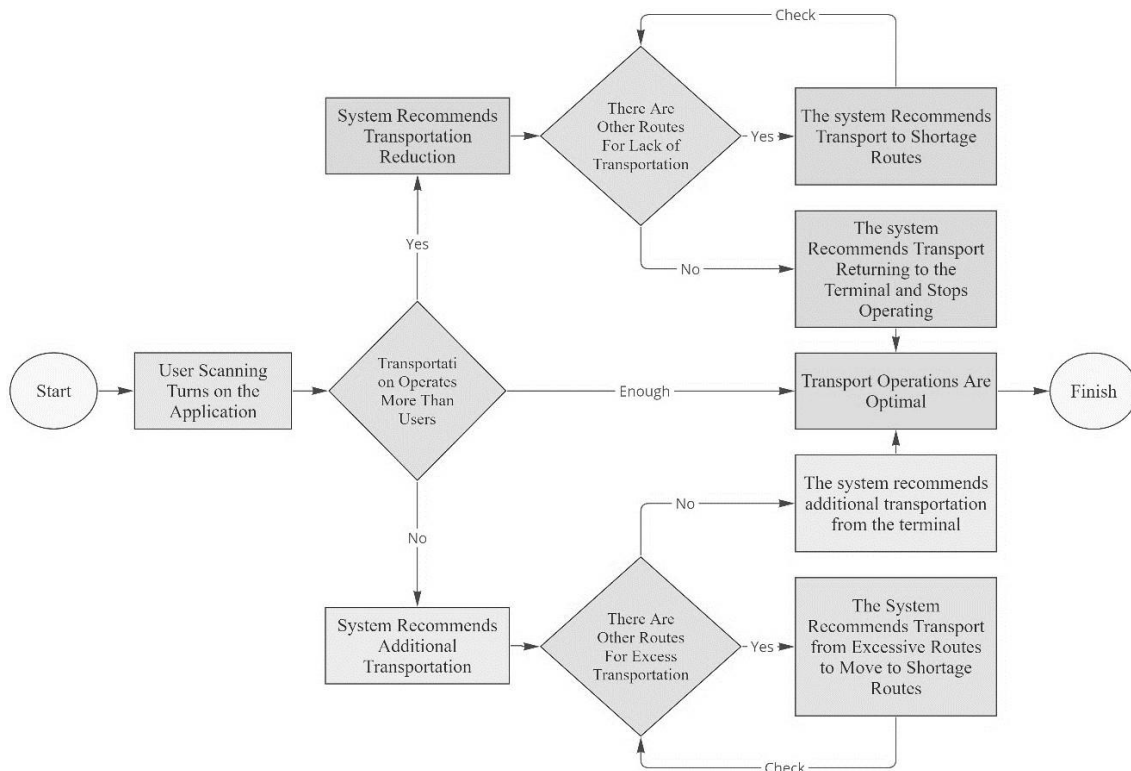 Check
System Recommends
Transportation
Reduction
There Are
Other Routes
For Lack of
Transportation
Yes
The system Recommends
Transport to Shortage
Routes
Yes
No
The system
Recommends Transport
Returning to the
Terminal and Stops
Operating
Start
User Scanning
Turns on the
Application
Transportati
on Operates
More Than
Users
Enough
Transport Operations Are
Optimal
Finish
No
No
The system recommends
additional transportation
from the terminal
System Recommends
Additional
Transportation
There Are
Other Routes
For Excess
Transportation
Yes
The System
Recommends Transport
from Excessive Routes
to Move to Shortage
Routes
Check